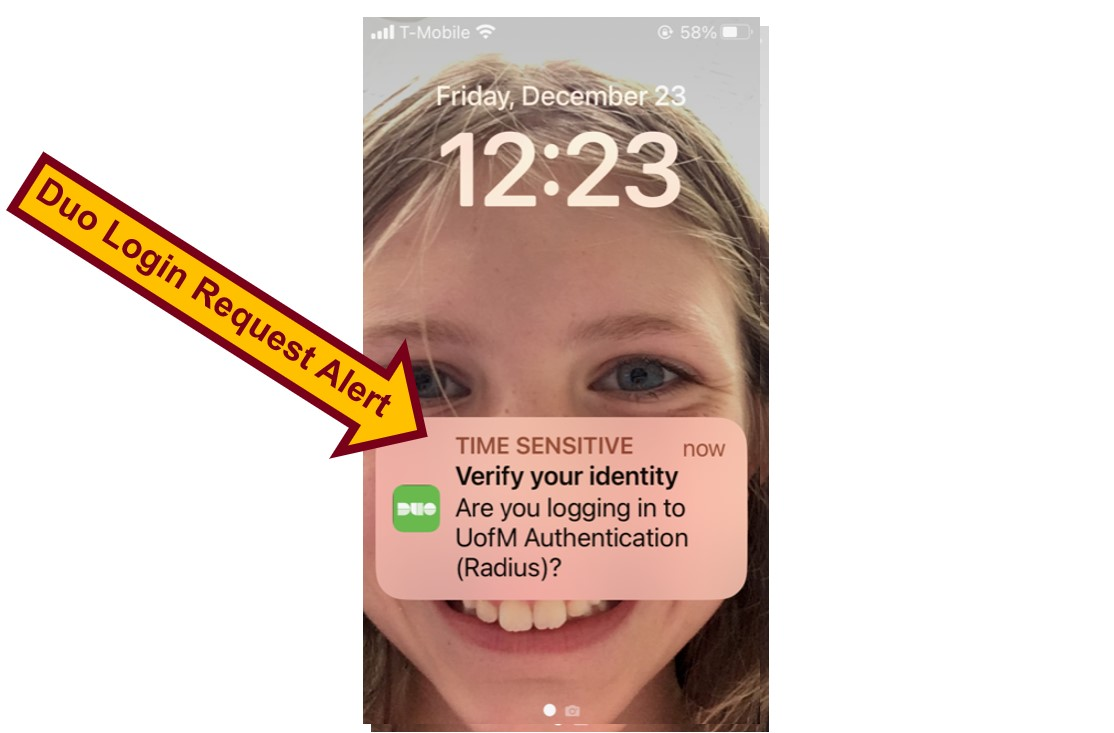 T-Mobile 58%
Friday, December 23
12:23
Duo Login Request Alert
TIME SENSITIVE now
Verify your identity
DUO
Are you logging in to
UofM Authentication
(Radius)?